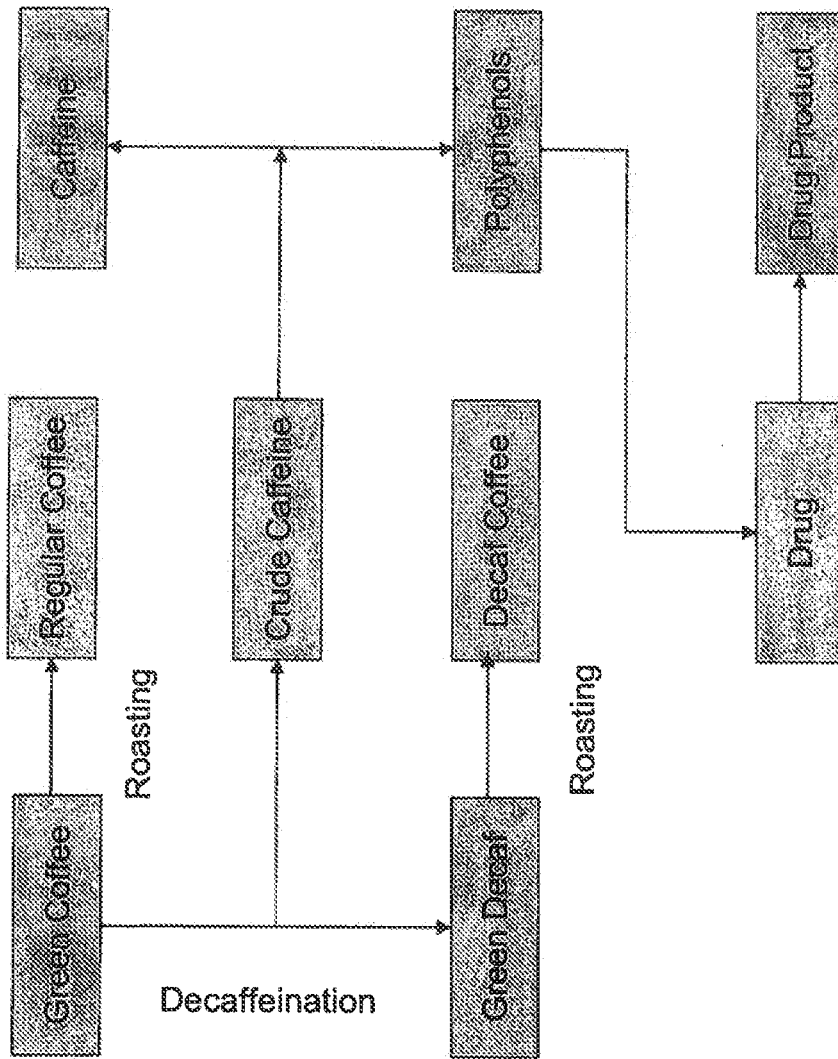 Green Coffee
Roasting
Regular Coffee
Caffeine
Decaffeination
Crude Caffeine
Green Decaf
Roasting
Decaf Coffee
Polyphenols
Drug
Drug Product